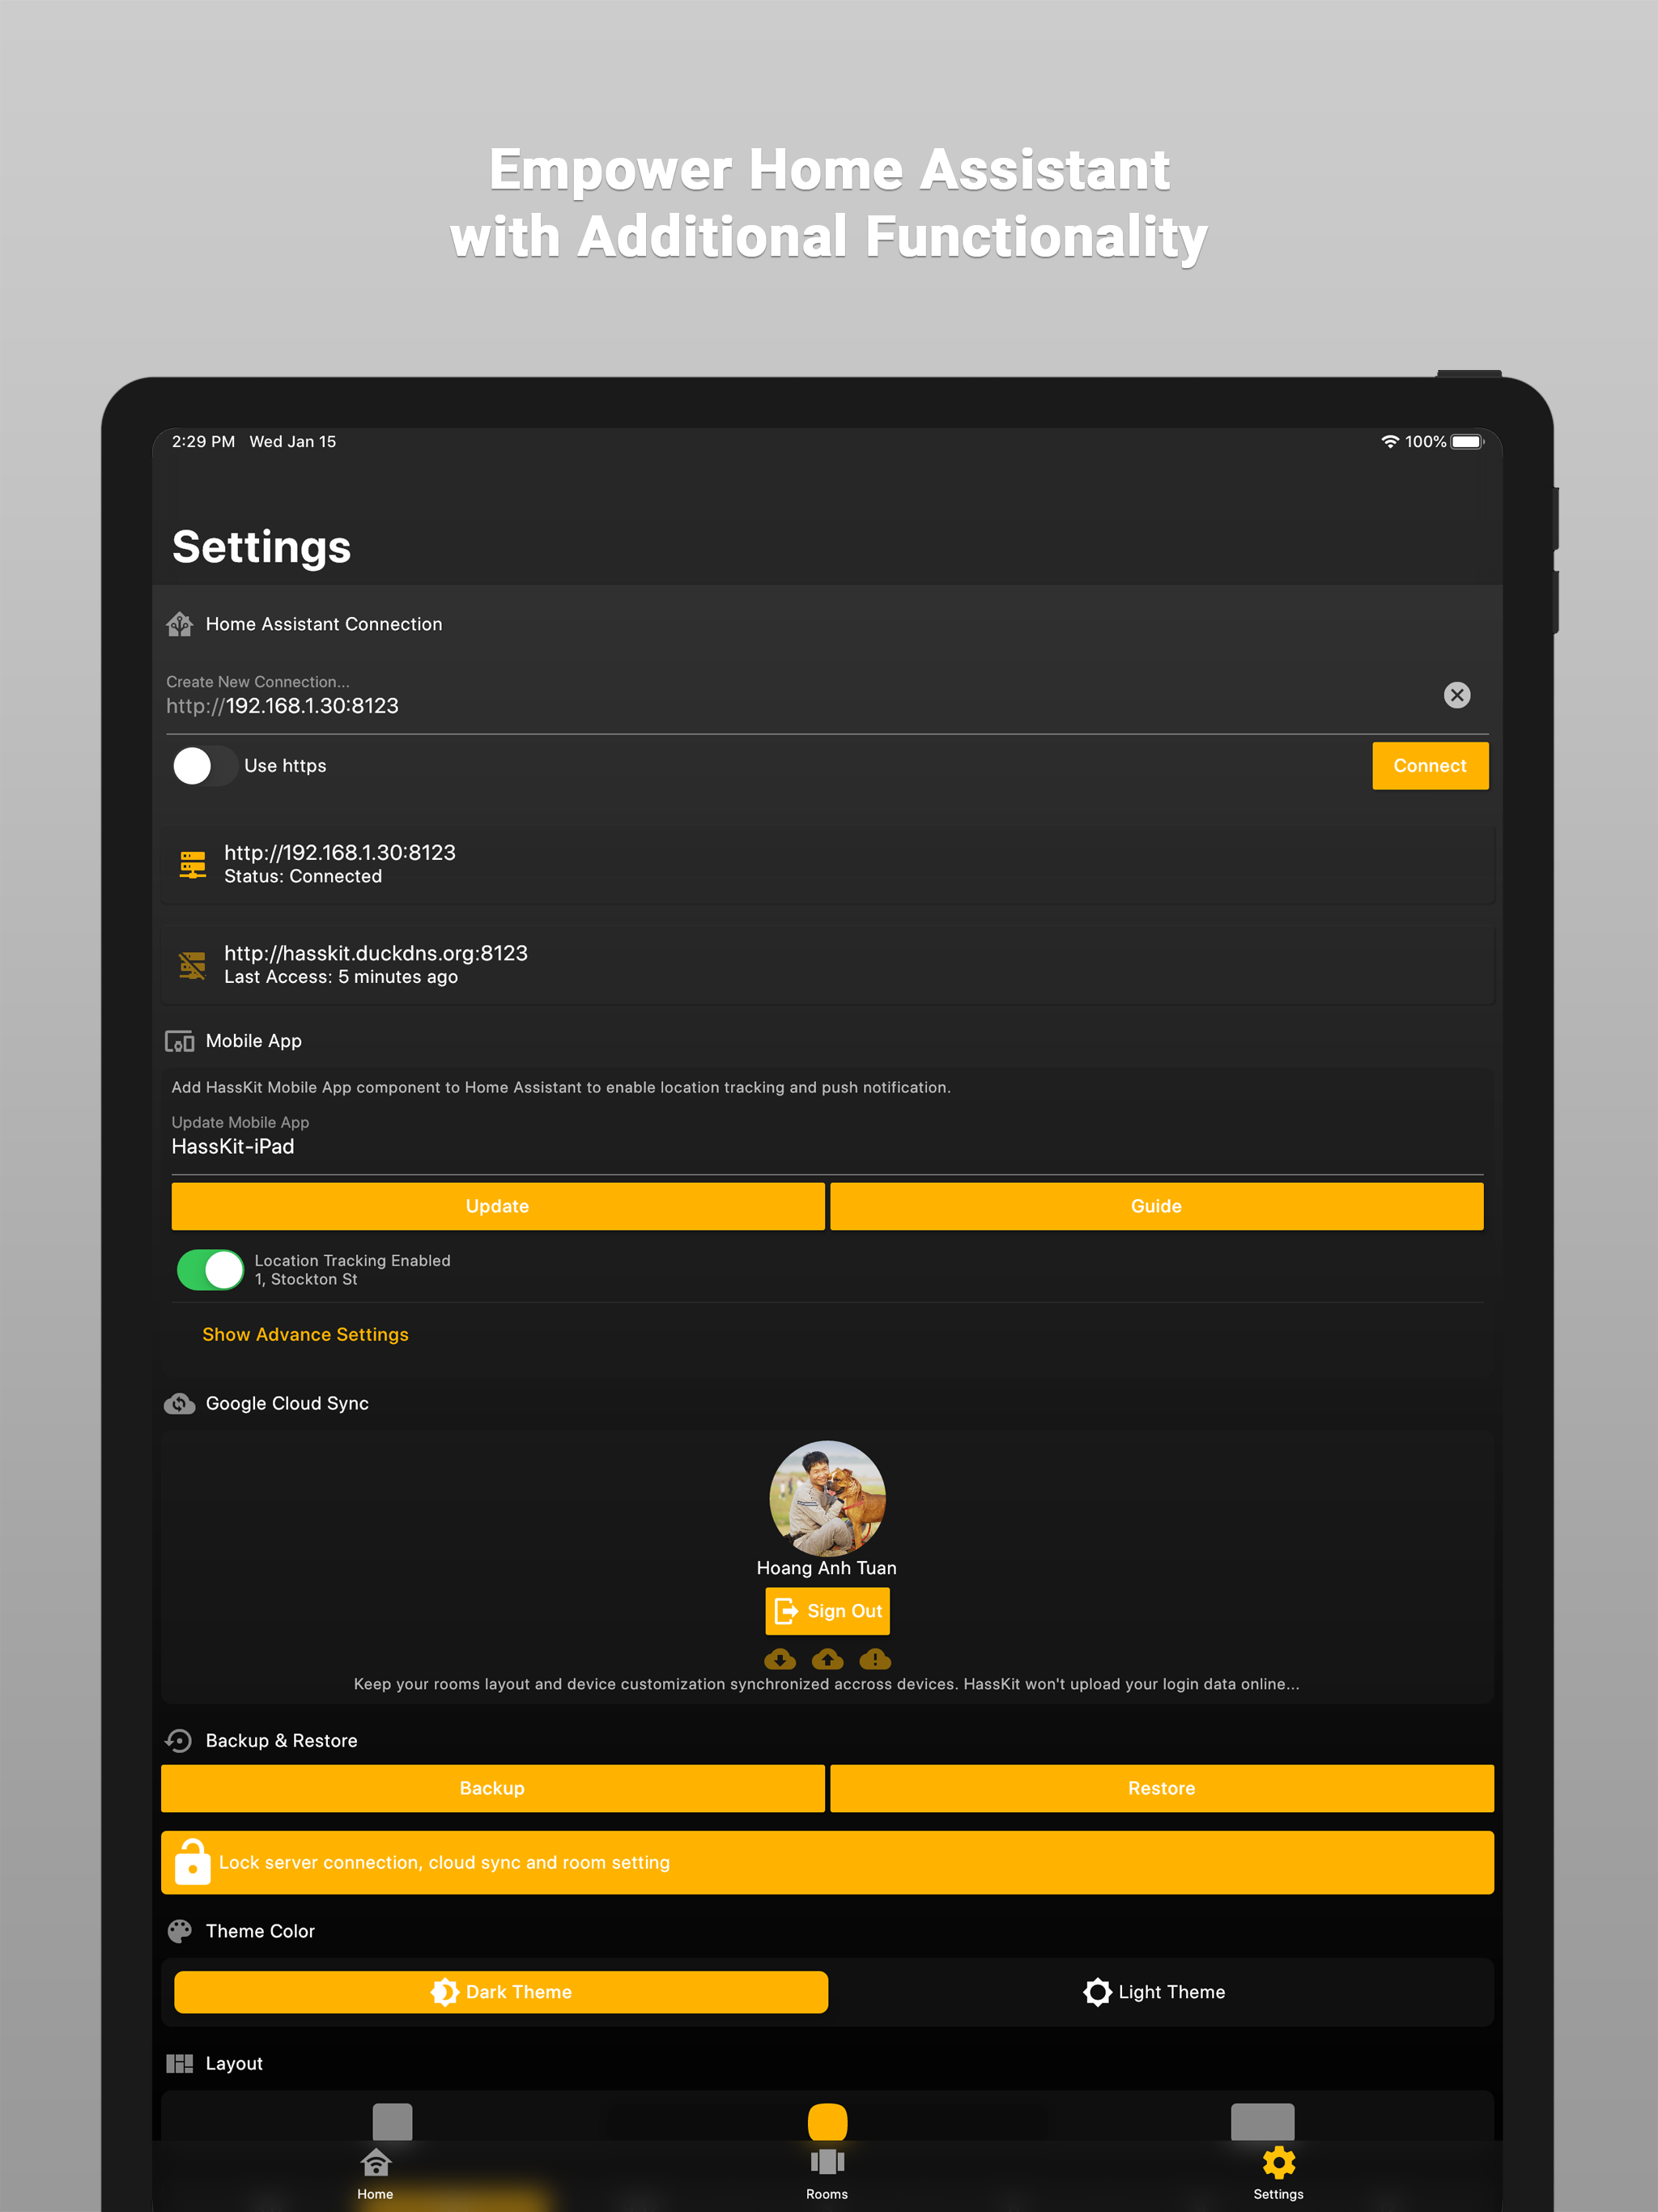 Empower Home Assistant
with Additional Functionality
2:29 PM Wed Jan 15
100%
Settings
Home Assistant Connection
Create New Connection...
http://192.168.1.30:8123
Use https
Connect
http://192.168.1.30:8123
Status: Connected
http://hasskit.duckdns.org:8123
Last Access: 5 minutes ago
Mobile App
Add HassKit Mobile App component to Home Assistant to enable location tracking and push notification.
Update Mobile App
HassKit-iPad
Update
Guide
Location Tracking Enabled
1, Stockton St
Show Advance Settings
Google Cloud Sync
Hoang Anh Tuan
Sign Out
Keep your rooms layout and device customization synchronized accross devices. HassKit won't upload your login data online...
Backup & Restore
Backup
Restore
Lock server connection, cloud sync and room setting
Theme Color
Dark Theme
Light Theme
Layout
Home
Rooms
Settings